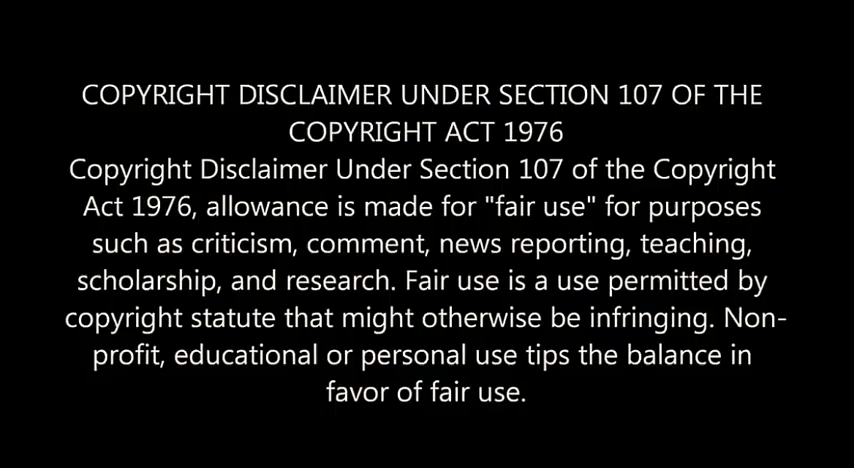 COPYRIGHT DISCLAIMER UNDER SECTION 107 OF THE
COPYRIGHT ACT 1976
Copyright Disclaimer Under Section 107 of the Copyright
Act 1976, allowance is made for "fair use" for purposes
such as criticism, comment, news reporting, teaching,
scholarship, and research. Fair use is a use permitted by
copyright statute that might otherwise be infringing. Non-
profit, educational or personal use tips the balance in
favor of fair use.